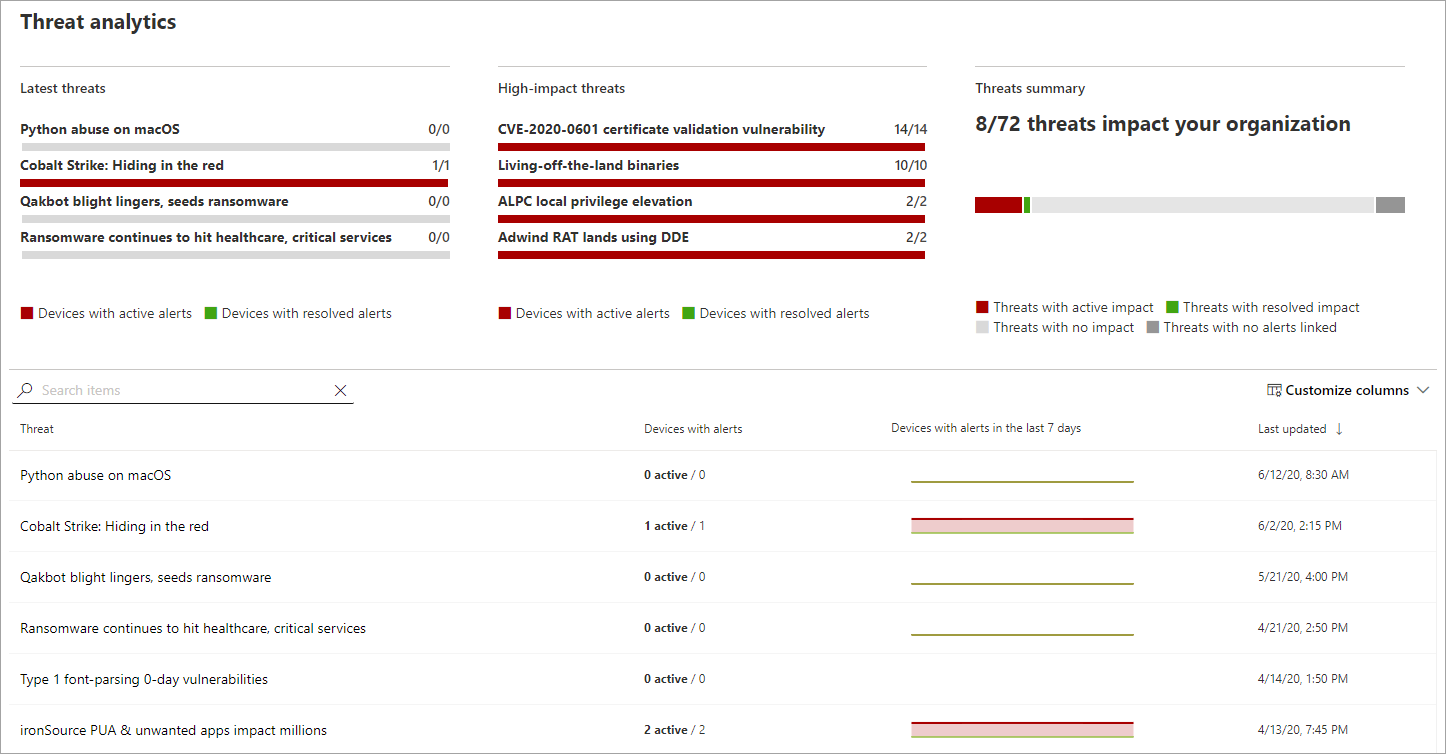 Threat analytics
Latest threats
Python abuse on macOS 0/0
Cobalt Strike: Hiding in the red 1/1
Qakbot blight lingers, seeds ransomware 0/0
Ransomware continues to hit healthcare, critical services 0/0
Devices with active alerts Devices with resolved alerts
High-impact threats
CVE-2020-0601 certificate validation vulnerability 14/14
Living-off-the-land binaries 10/10
ALPC local privilege elevation 2/2
Adwind RAT lands using DDE 2/2
Devices with active alerts Devices with resolved alerts
Threats summary
8/72 threats impact your organization
Threats with active impact Threats with resolved impact
Threats with no impact Threats with no alerts linked
Search items
Customize columns
Threat Devices with alerts Devices with alerts in the last 7 days Last updated
Python abuse on macOS 0 active / 0 6/12/20, 8:30 AM
Cobalt Strike: Hiding in the red 1 active / 1 6/2/20, 2:15 PM
Qakbot blight lingers, seeds ransomware 0 active / 0 5/21/20, 4:00 PM
Ransomware continues to hit healthcare, critical services 0 active / 0 4/21/20, 2:50 PM
Type 1 font-parsing 0-day vulnerabilities 0 active / 0 4/14/20, 1:50 PM
ironSource PUA & unwanted apps impact millions 2 active / 2 4/13/20, 7:45 PM